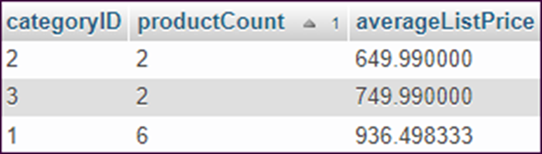 categoryID productCount 1 averageListPrice
2 2 649.990000
3 2 749.990000
1 6 936.498333